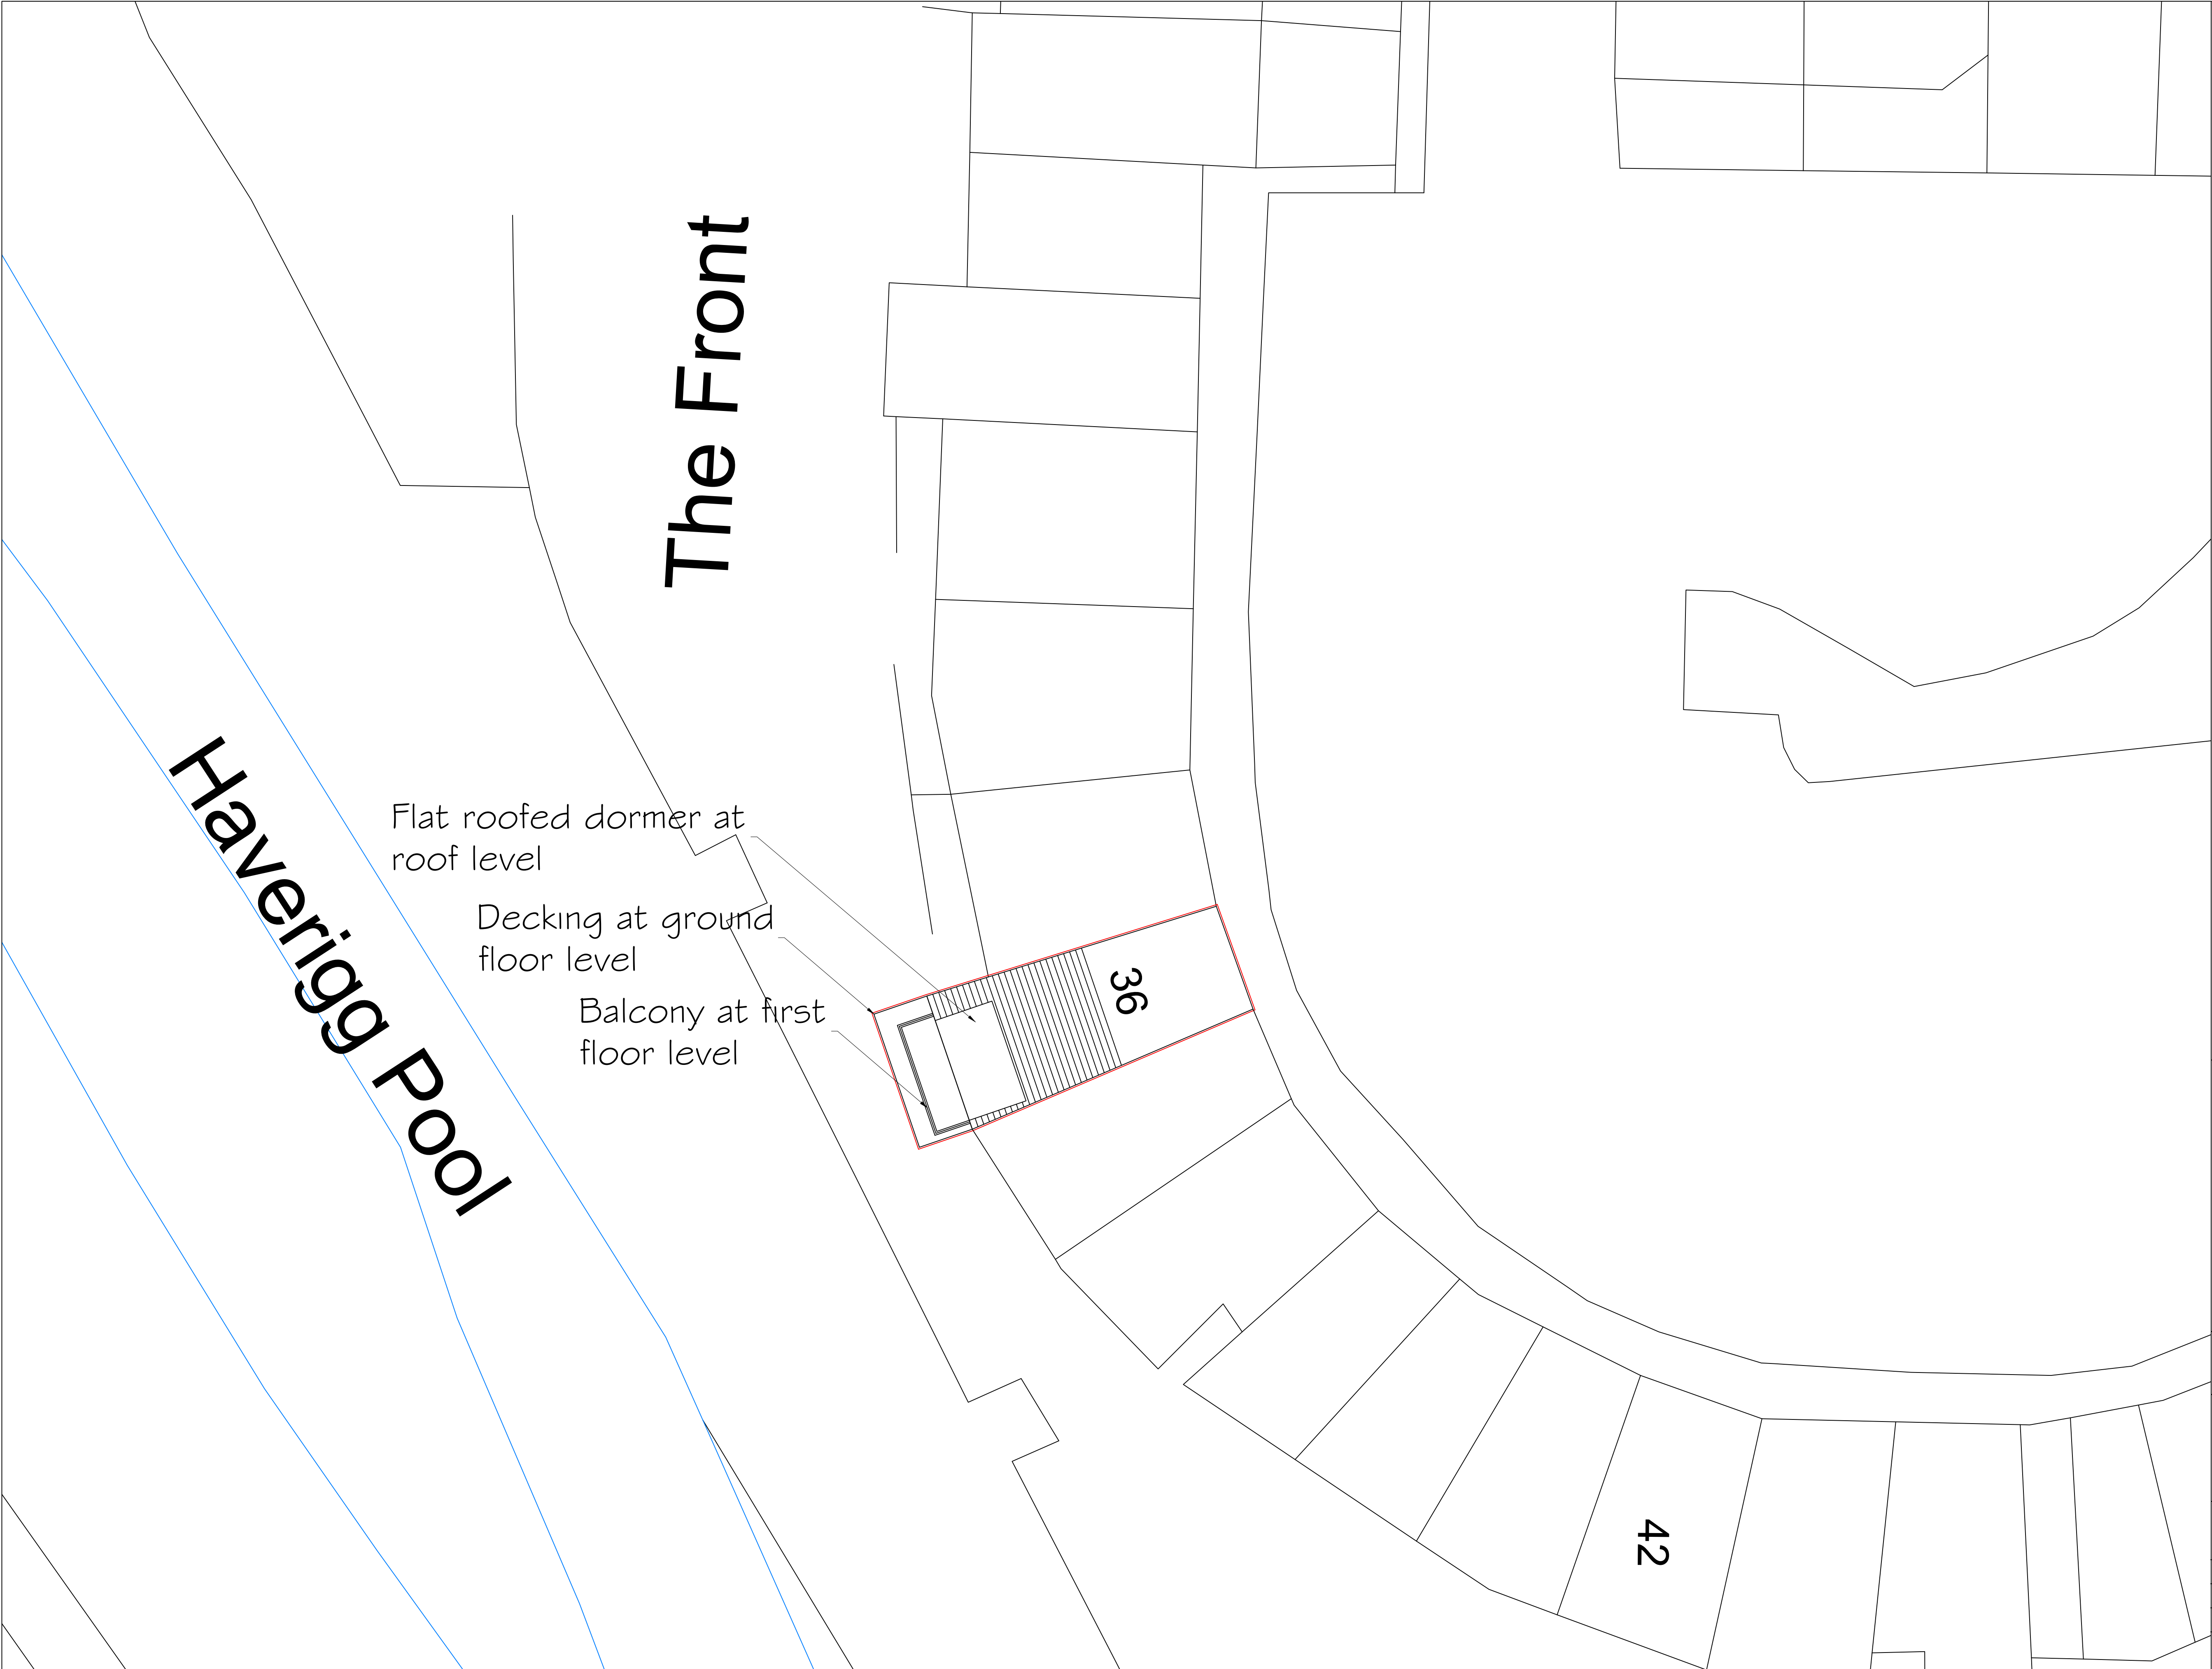 The Front
Haverigg Pool
Flat roofed dormer at
roof level
Decking at ground
floor level
Balcony at first
floor level
36
42